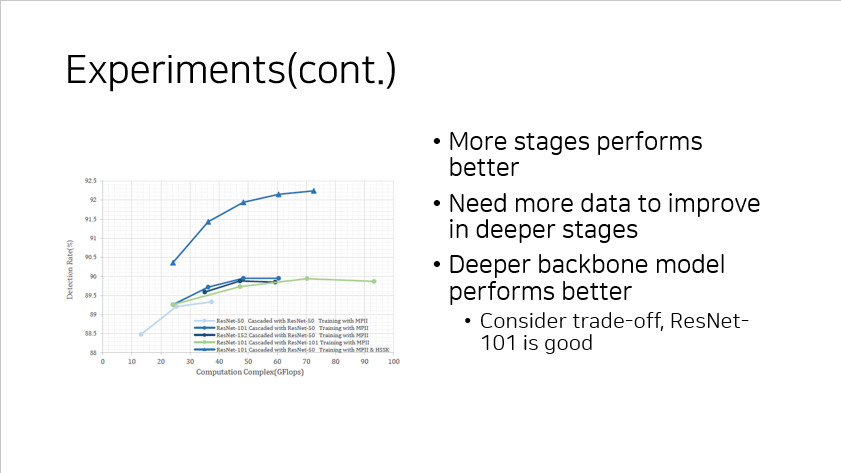 Experiments(cont.)
• More stages performs
better
• Need more data to improve
in deeper stages
• Deeper backbone model
performs better
• Consider trade-off, ResNet-
101 is good
Detection Rate(%)
92.5
92
91.5
91
90.5
90
89.5
89
88.5
88
ResNet-50 Cascaded with ResNet-50 Training with MPII
ResNet-101 Cascaded with ResNet-50 Training with MPII
ResNet-152 Cascaded with ResNet-50 Training with MPII
ResNet-101 Cascaded with ResNet-101 Training with MPII
ResNet-101 Cascaded with ResNet-50 Training with MPII & HSSK
0 10 20 30 40 50 60 70 80 90 100
Computation Complex(GFlops)